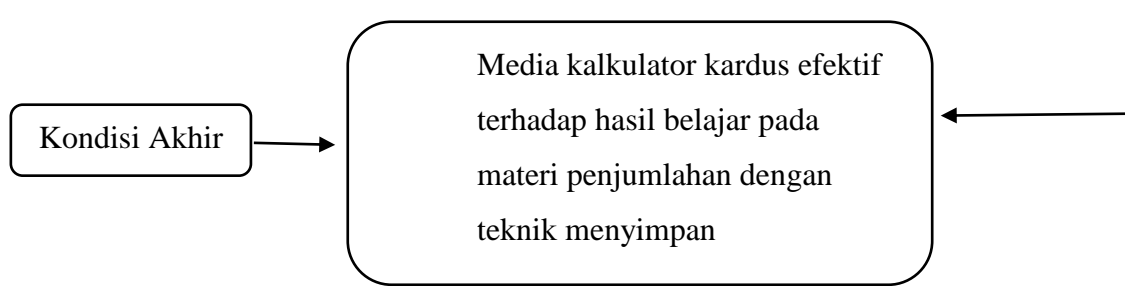 Kondisi Akhir
Media kalkulator kardus efektif
terhadap hasil belajar pada
materi penjumlahan dengan
teknik menyimpan